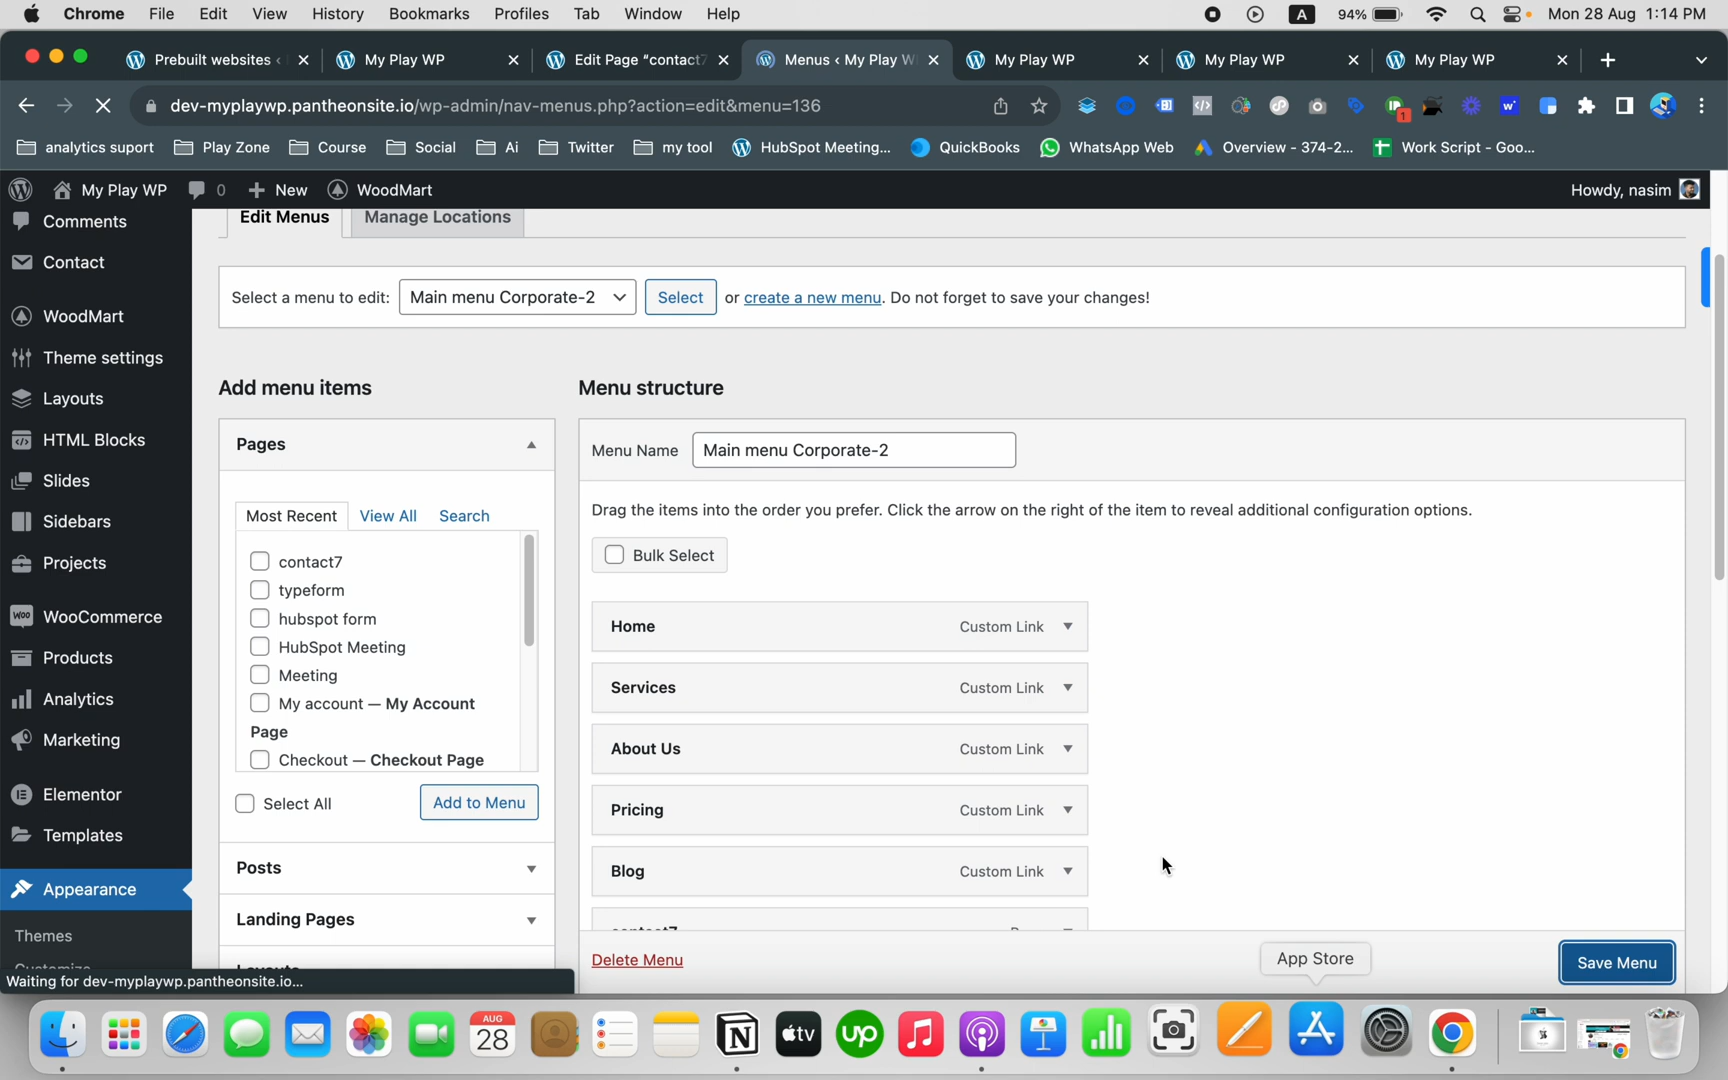 Chrome File Edit View History Bookmarks Profiles Tab Window Help A 94% Mon 28 Aug 1:14 PM
Prebuilt websites < My Play WP Edit Page “contact7 Menus < My Play W My Play WP My Play WP My Play WP
dev-myplaywp.pantheonsite.io/wp-admin/nav-menus.php?action=edit&menu=136
analytics suport Play Zone Course Social Ai Twitter my tool HubSpot Meeting... QuickBooks WhatsApp Web Overview - 374-2... Work Script - Goo...
My Play WP 0 New WoodMart Howdy, nasim
Comments
Contact
WoodMart
Theme settings
Layouts
HTML Blocks
Slides
Sidebars
Projects
WooCommerce
Products
Analytics
Marketing
Elementor
Templates
Appearance
Themes
Waiting for dev-myplaywp.pantheonsite.io...
Edit Menus Manage Locations
Select a menu to edit: Main menu Corporate-2 Select or create a new menu. Do not forget to save your changes!
Add menu items
Pages
Most Recent View All Search
contact7
typeform
hubspot form
HubSpot Meeting
Meeting
My account — My Account
Page
Checkout — Checkout Page
Select All Add to Menu
Posts
Landing Pages
Menu structure
Menu Name Main menu Corporate-2
Drag the items into the order you prefer. Click the arrow on the right of the item to reveal additional configuration options.
Bulk Select
Home Custom Link
Services Custom Link
About Us Custom Link
Pricing Custom Link
Blog Custom Link
Delete Menu
App Store
Save Menu
AUG
28
tv
up